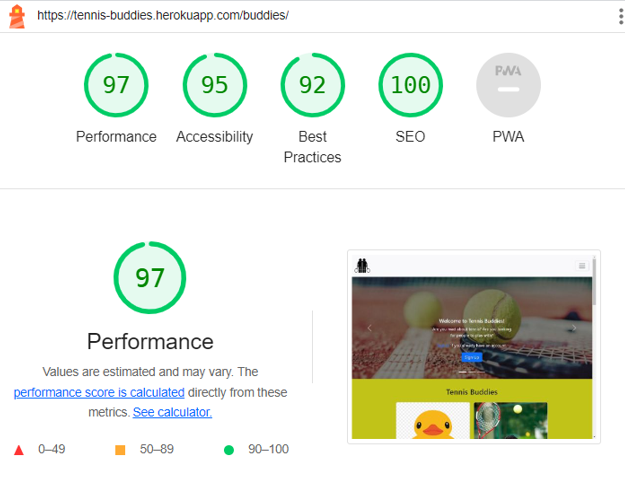 https://tennis-buddies.herokuapp.com/buddies/
97
95
92
100
PWA
Performance
Accessibility
Best
Practices
SEO
PWA
97
Performance
Values are estimated and may vary. The
performance score is calculated directly from these
metrics. See calculator.
0–49
50–89
90–100
Welcome to Tennis Buddies!
Sign up
Tennis Buddies